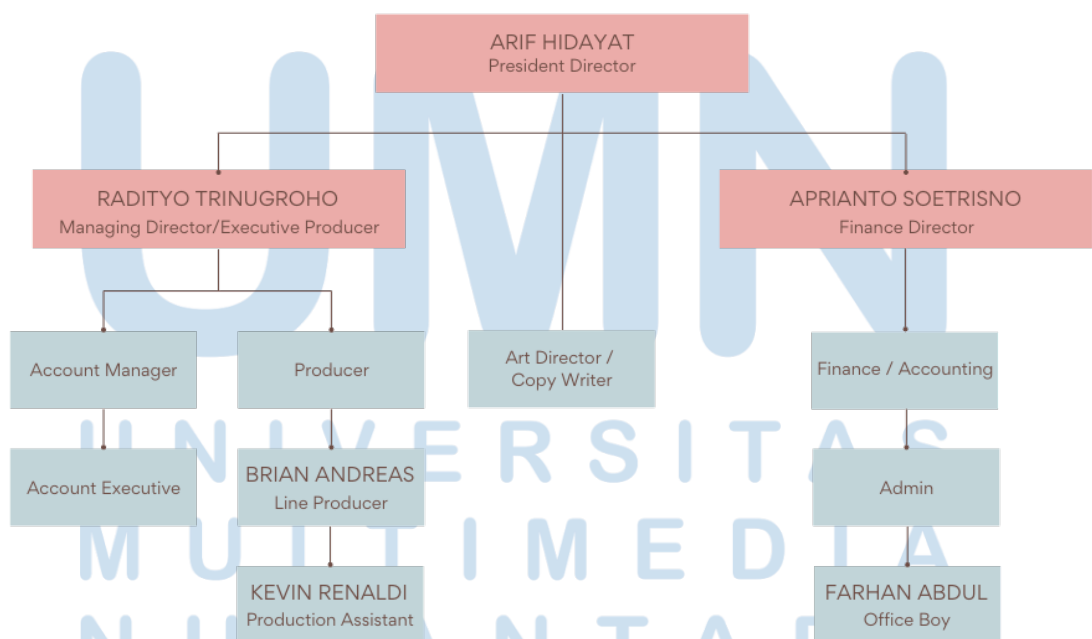 ARIF HIDAYAT
President Director
RADITYO TRINUGROHO
Managing Director/Executive Producer
APRIANTO SOETRISNO
Finance Director
Account Manager
Producer
Art Director /
Copy Writer
Finance / Accounting
UNIVERSITAS
Account Executive
BRIAN ANDREAS
Line Producer
Admin
MULTIMEDIA
KEVIN RENALDI
Production Assistant
FARHAN ABDUL
Office Boy
UMN